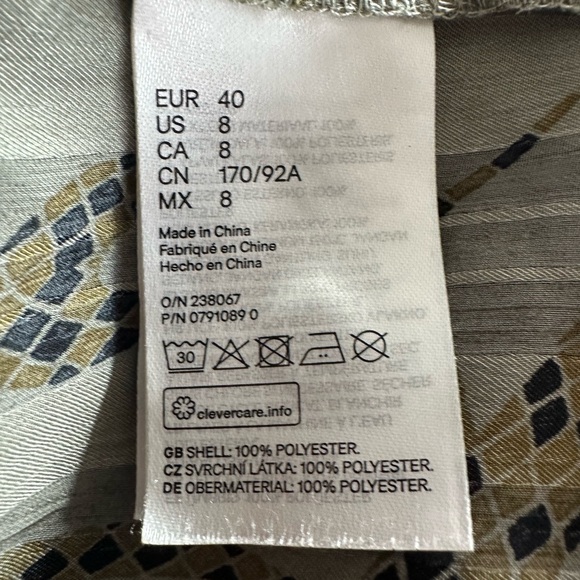 EUR 40
US 8
CA 8
CN 170/92A
MX 8
Made in China
Fabriqué en Chine
Hecho en China
O/N 238067
P/N 0791089 0
30
clevercare.info
GB SHELL: 100% POLYESTER.
CZ SVRCHNÍ LÁTKA: 100% POLYESTER.
DE OBERMATERIAL: 100% POLYESTER.